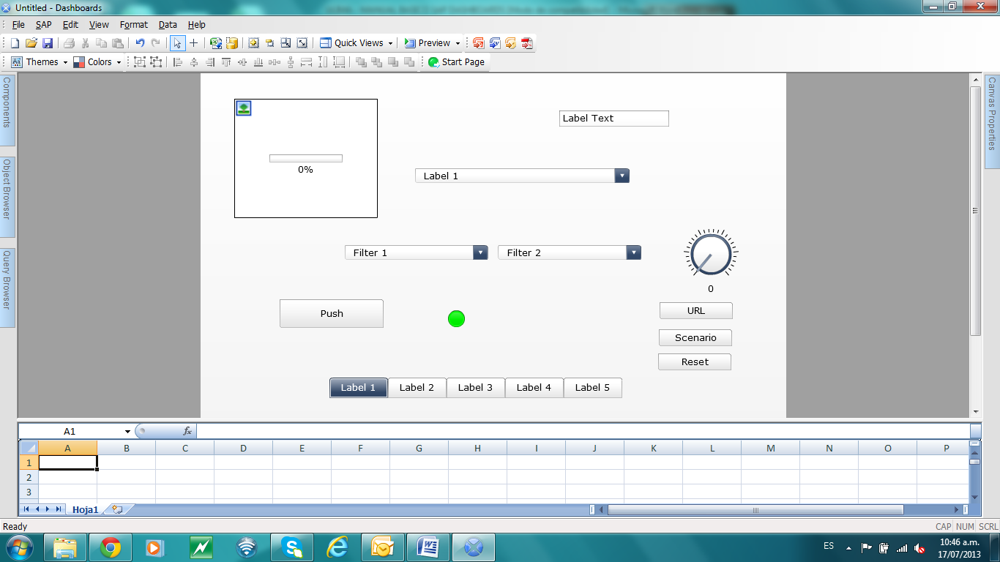 Untitled - Dashboards
File SAP Edit View Format Data Help
Quick Views Preview
Themes Colors Start Page
Components
Object Browser
Query Browser
Canvas Properties
Label Text
0%
Label 1
Filter 1 Filter 2
0
Push
URL
Scenario
Reset
Label 1 Label 2 Label 3 Label 4 Label 5
A1 fx
A B C D E F G H I J K L M N O P
1
2
3
Hoja1
Ready CAP NUM SCRL
ES 10:46 a.m.
17/07/2013